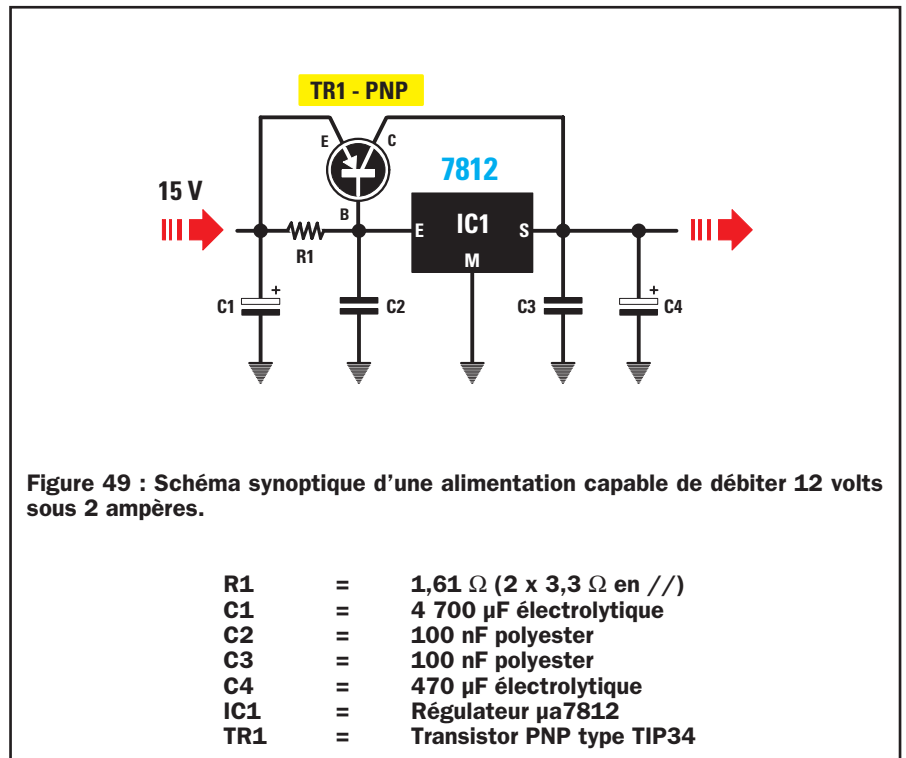 TR1 - PNP
E
C
15 V
7812
B
R1
E
IC1
S
M
C1
+
C2
C3
+
C4
Figure 49 : Schéma synoptique d'une alimentation capable de débiter 12 volts
sous 2 ampères.
R1 = 1,61 Ω (2 x 3,3 Ω en //)
C1 = 4 700 µF électrolytique
C2 = 100 nF polyester
C3 = 100 nF polyester
C4 = 470 µF électrolytique
IC1 = Régulateur µa7812
TR1 = Transistor PNP type TIP34